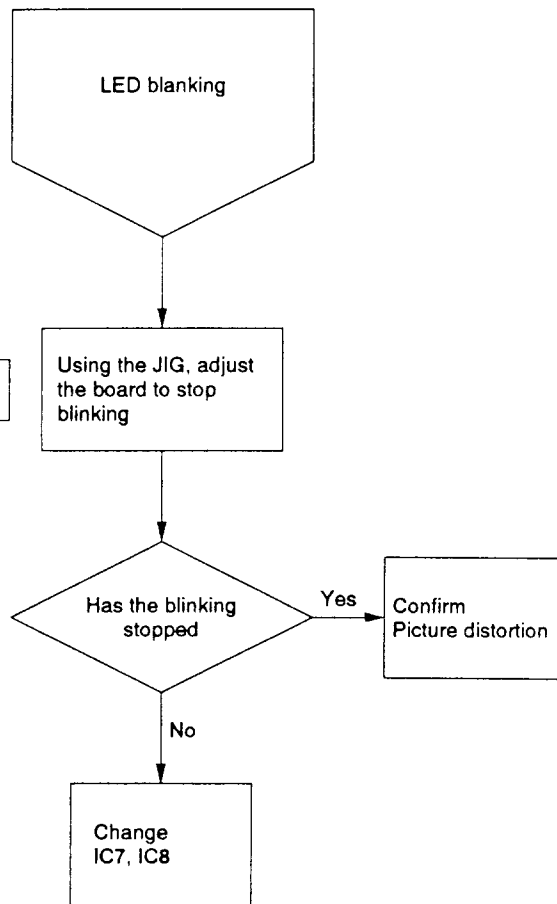 LED blanking
Using the JIG, adjust
the board to stop
blinking
Has the blinking
stopped
Yes
Confirm
Picture distortion
No
Change
IC7, IC8